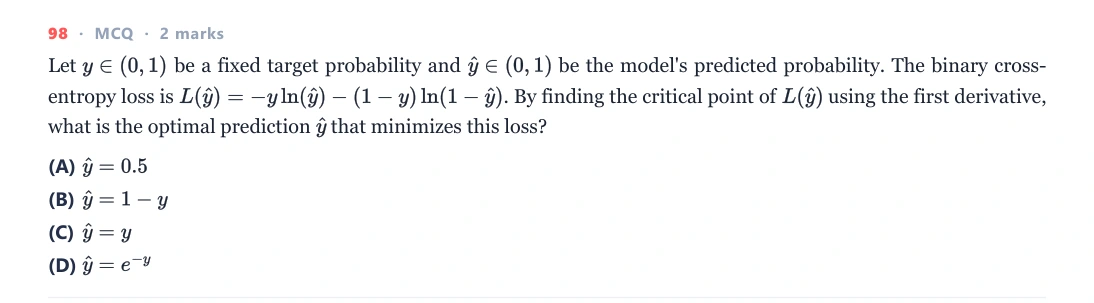 98 · MCQ · 2 marks
Let y ∈ (0, 1) be a fixed target probability and ŷ ∈ (0, 1) be the model's predicted probability. The binary cross-
entropy loss is L(ŷ) = −y ln(ŷ) − (1 − y) ln(1 − ŷ). By finding the critical point of L(ŷ) using the first derivative,
what is the optimal prediction ŷ that minimizes this loss?
(A) ŷ = 0.5
(B) ŷ = 1 − y
(C) ŷ = y
(D) ŷ = e⁻ʸ